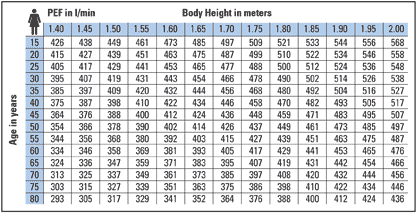 PEF in l/min Body Height in meters
1.40 1.45 1.50 1.55 1.60 1.65 1.70 1.75 1.80 1.85 1.90 1.95 2.00
Age in years
15 426 438 449 461 473 485 497 509 521 533 544 556 568
20 415 427 439 451 463 475 487 499 510 522 534 546 558
25 405 417 429 441 453 465 477 488 500 512 524 536 548
30 395 407 419 431 443 454 466 478 490 502 514 526 538
35 385 397 409 420 432 444 456 468 480 492 504 516 527
40 375 387 398 410 422 434 446 458 470 482 493 505 517
45 364 376 388 400 412 424 436 448 459 471 483 495 507
50 354 366 378 390 402 414 426 437 449 461 473 485 497
55 344 356 368 380 392 403 415 427 439 451 463 475 487
60 334 346 358 369 381 393 405 417 429 441 453 465 476
65 324 336 347 359 371 383 395 407 419 431 442 454 466
70 313 325 337 349 361 373 385 397 408 420 432 444 456
75 303 315 327 339 351 363 375 386 398 410 422 434 446
80 293 305 317 329 341 352 364 376 388 400 412 424 436